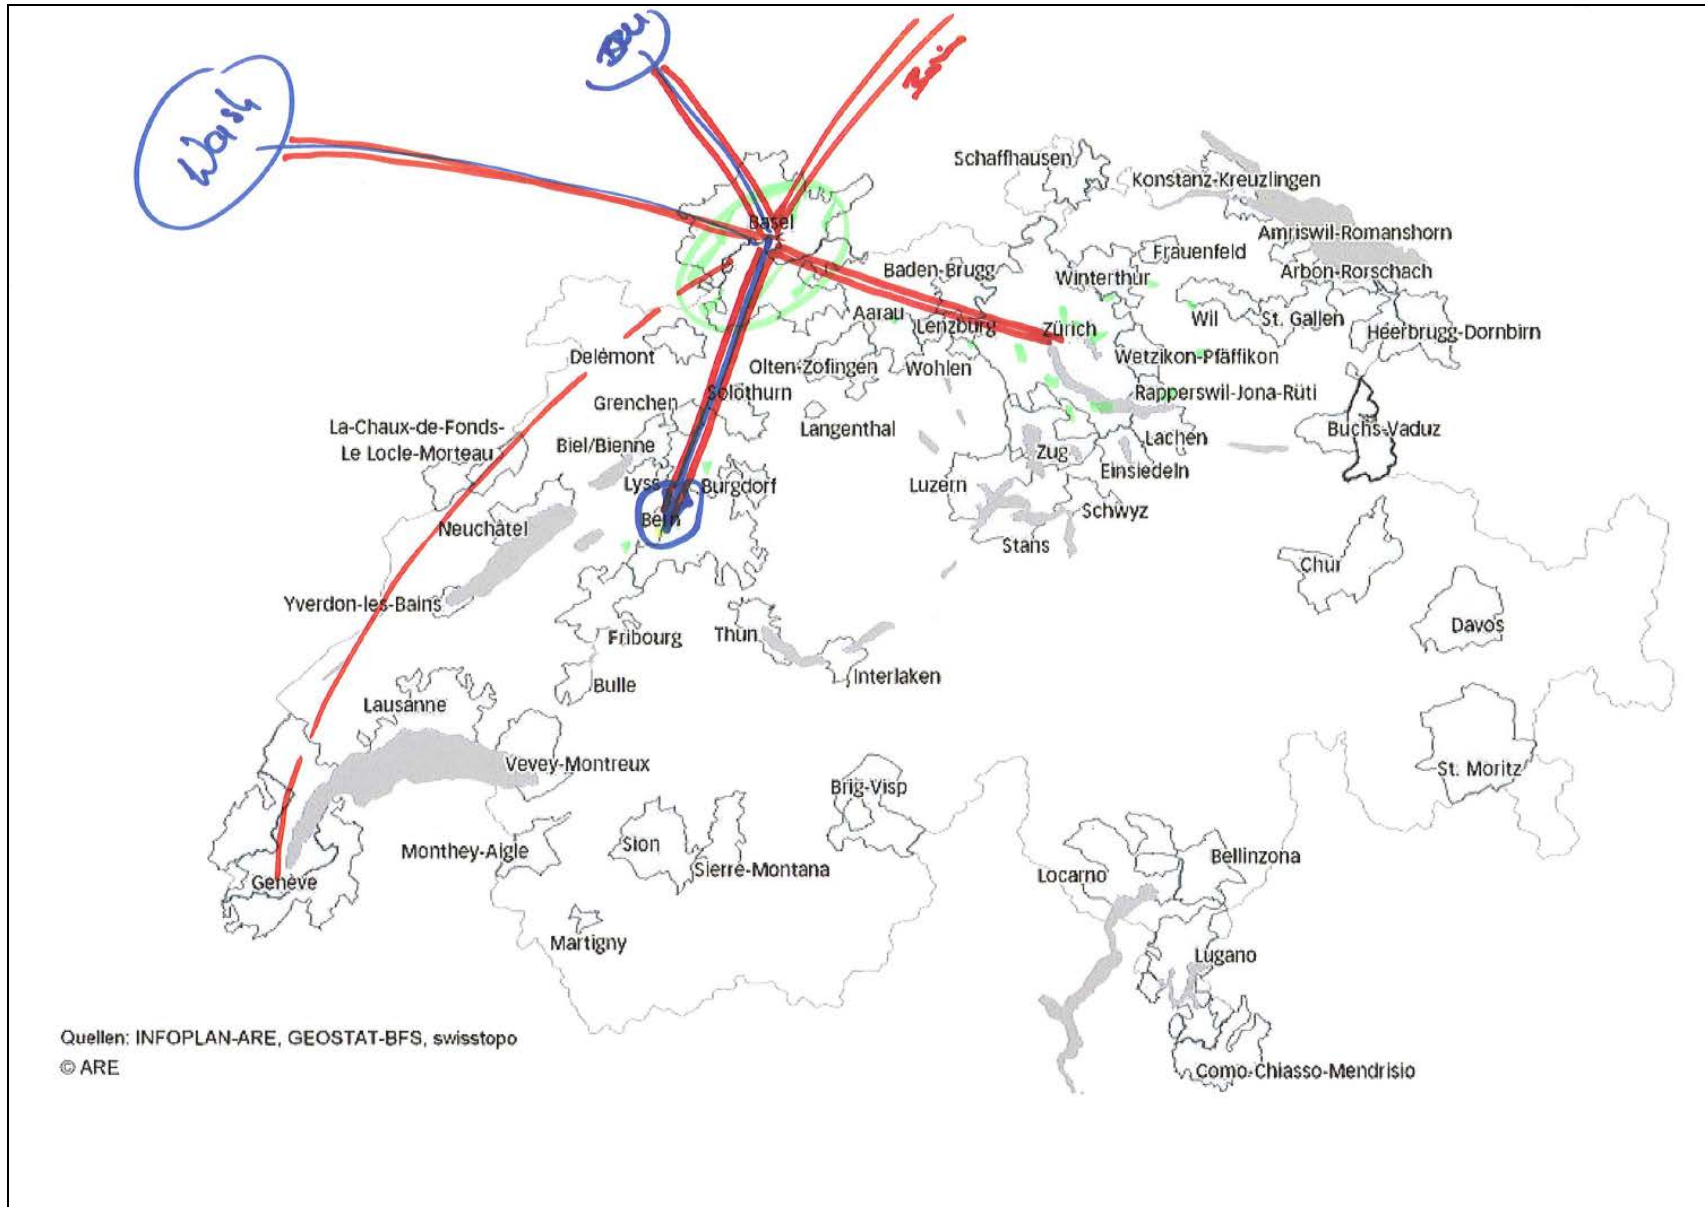 Wash
Schaffhausen
Konstanz-Kreuzlingen
Basel
Amriswil-Romanshorn
Frauenfeld
Baden-Brugg
Winterthur
Arbon-Rorschach
Aarau
Lenzburg
Zürich
Wil
St. Gallen
Heerbrugg-Dornbirn
Delémont
Olten-Zofingen
Wohlen
Wetzikon-Pfäffikon
Grenchen
Solothurn
Rapperswil-Jona-Rüti
La-Chaux-de-Fonds-
Le Locle-Morteau
Biel/Bienne
Langenthal
Lachen
Buchs-Vaduz
Zug
Einsiedeln
Lyss
Burgdorf
Luzern
Neuchâtel
Bern
Schwyz
Stans
Chur
Yverdon-les-Bains
Fribourg
Thun
Davos
Interlaken
Bulle
Lausanne
Vevey-Montreux
St. Moritz
Brig-Visp
Monthey-Aigle
Sion
Sierre-Montana
Bellinzona
Locarno
Genève
Martigny
Lugano
Quellen: INFOPLAN-ARE, GEOSTAT-BFS, swisstopo
© ARE
Como-Chiasso-Mendrisio